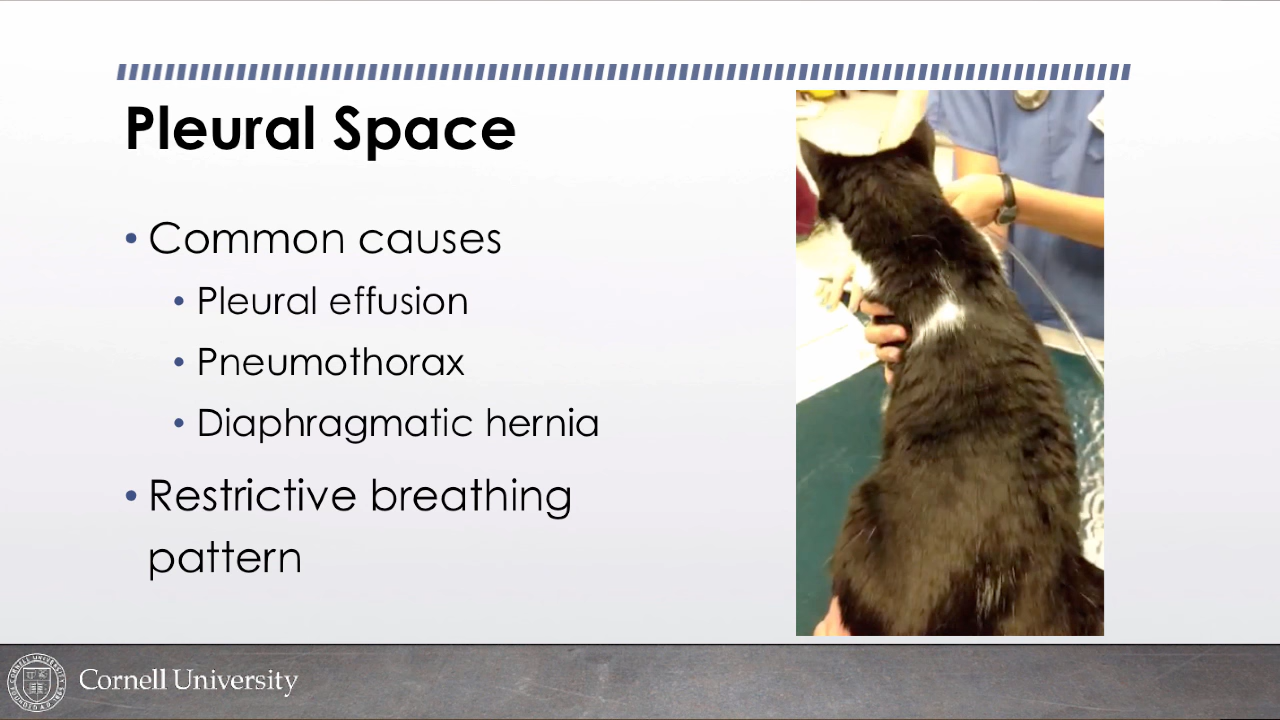 Pleural Space
• Common causes
• Pleural effusion
• Pneumothorax
• Diaphragmatic hernia
• Restrictive breathing
pattern
Cornell University